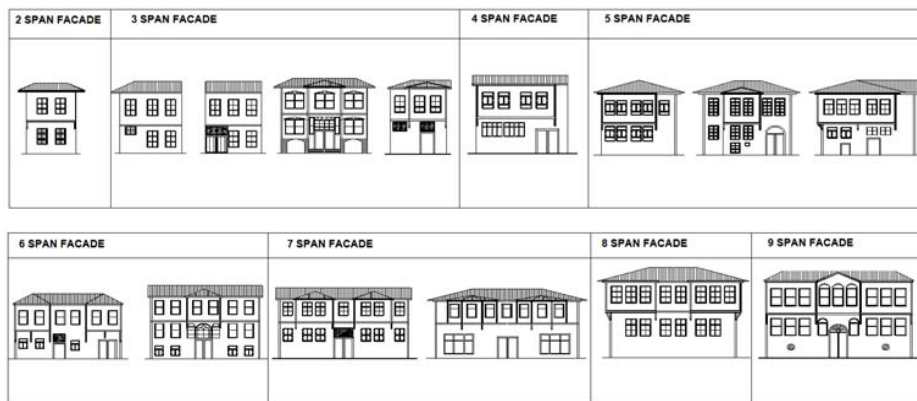 2 SPAN FACADE
3 SPAN FACADE
4 SPAN FACADE
5 SPAN FACADE
6 SPAN FACADE
7 SPAN FACADE
8 SPAN FACADE
9 SPAN FACADE